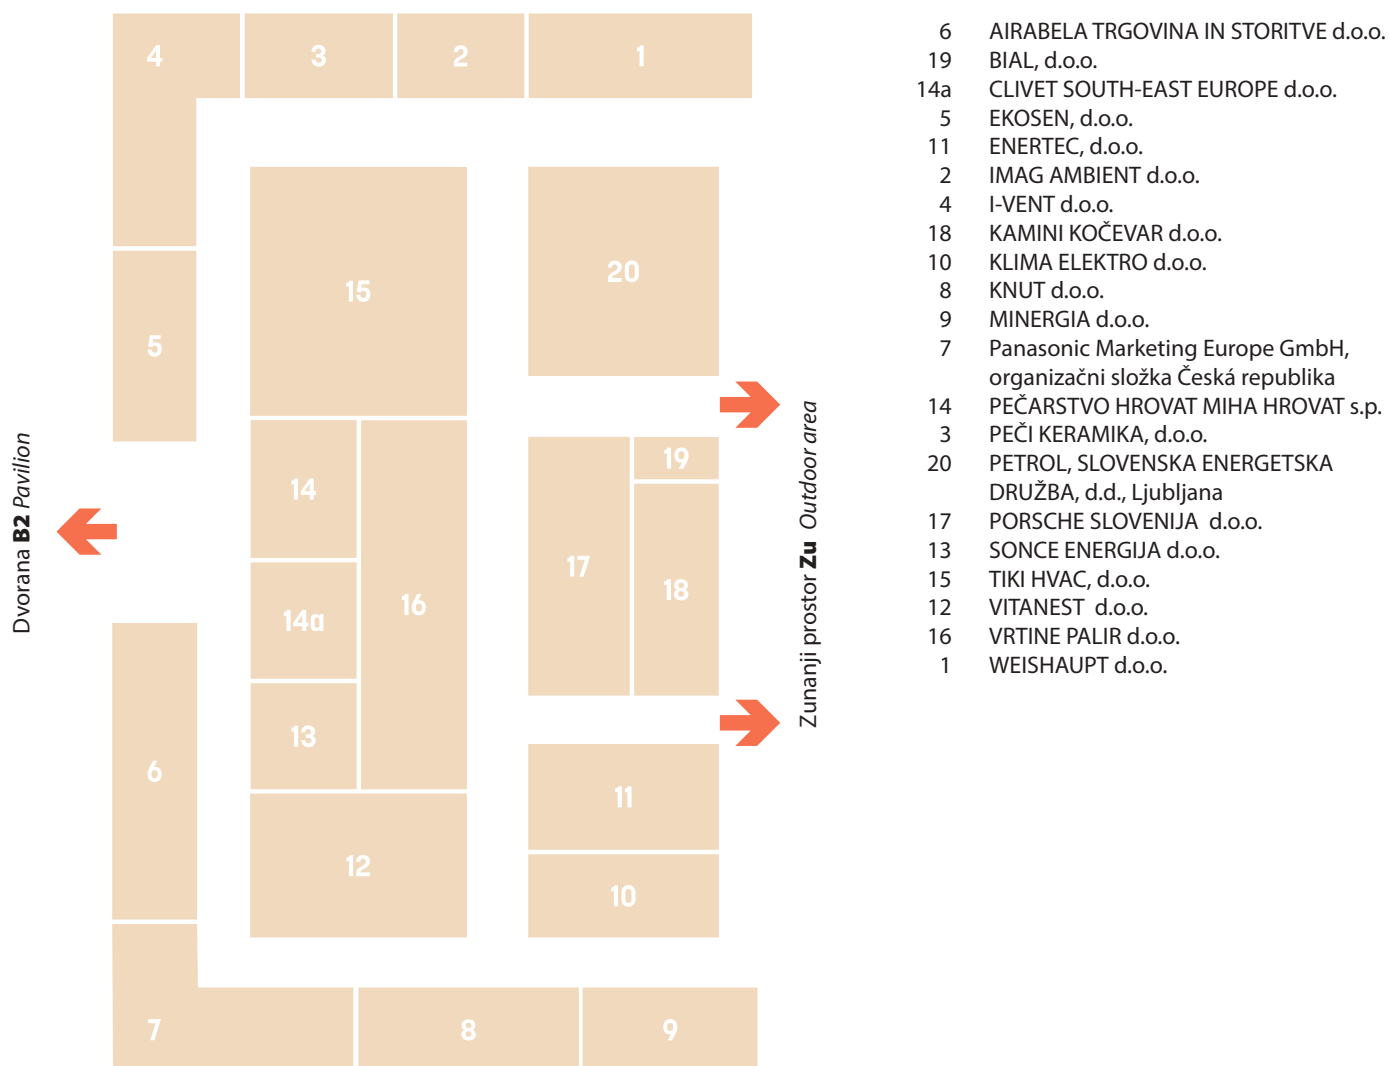 4
3
2
1
15
20
5
14
19
17
18
14a
16
13
6
11
12
10
7
8
9
Dvorana B2 Pavilion
Zunanji prostor Zu Outdoor area
6 AIRABELA TRGOVINA IN STORITVE d.o.o.
19 BIAL, d.o.o.
14a CLIVET SOUTH-EAST EUROPE d.o.o.
5 EKOSEN, d.o.o.
11 ENERTEC, d.o.o.
2 IMAG AMBIENT d.o.o.
4 I-VENT d.o.o.
18 KAMINI KOČEVAR d.o.o.
10 KLIMA ELEKTRO d.o.o.
8 KNUT d.o.o.
9 MINERGIA d.o.o.
7 Panasonic Marketing Europe GmbH,
organizačni složka Česká republika
14 PEČARSTVO HROVAT MIHA HROVAT s.p.
3 PEČI KERAMIKA, d.o.o.
20 PETROL, SLOVENSKA ENERGETSKA
DRUŽBA, d.d., Ljubljana
17 PORSCHE SLOVENIJA d.o.o.
13 SONCE ENERGIJA d.o.o.
15 TIKI HVAC, d.o.o.
12 VITANEST d.o.o.
16 VRTINE PALIR d.o.o.
1 WEISHAUPT d.o.o.